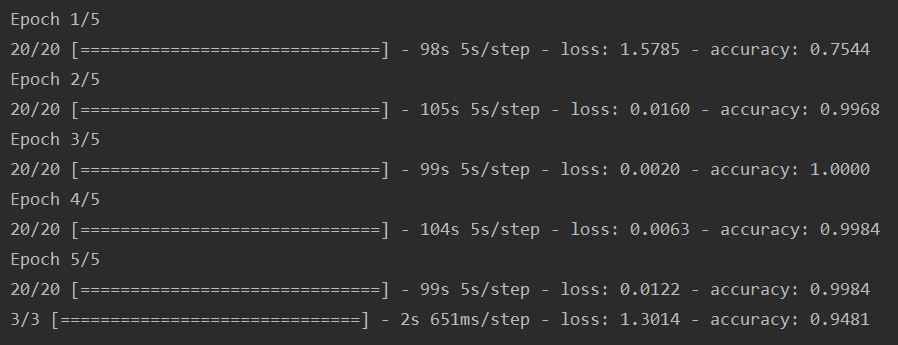 Epoch 1/5
20/20 [==============================] - 98s 5s/step - loss: 1.5785 - accuracy: 0.7544
Epoch 2/5
20/20 [==============================] - 105s 5s/step - loss: 0.0160 - accuracy: 0.9968
Epoch 3/5
20/20 [==============================] - 99s 5s/step - loss: 0.0020 - accuracy: 1.0000
Epoch 4/5
20/20 [==============================] - 104s 5s/step - loss: 0.0063 - accuracy: 0.9984
Epoch 5/5
20/20 [==============================] - 99s 5s/step - loss: 0.0122 - accuracy: 0.9984
3/3 [==============================] - 2s 651ms/step - loss: 1.3014 - accuracy: 0.9481